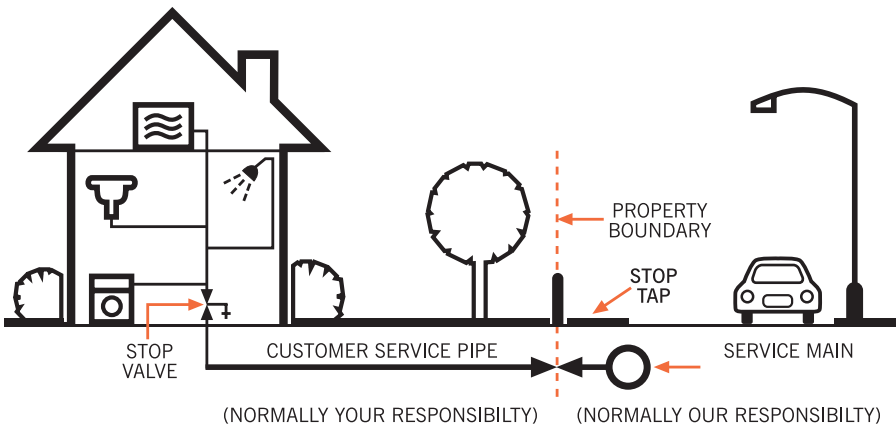 PROPERTY
BOUNDARY
STOP
TAP
STOP
VALVE
CUSTOMER SERVICE PIPE
SERVICE MAIN
(NORMALLY YOUR RESPONSIBILTY)
(NORMALLY OUR RESPONSIBILTY)